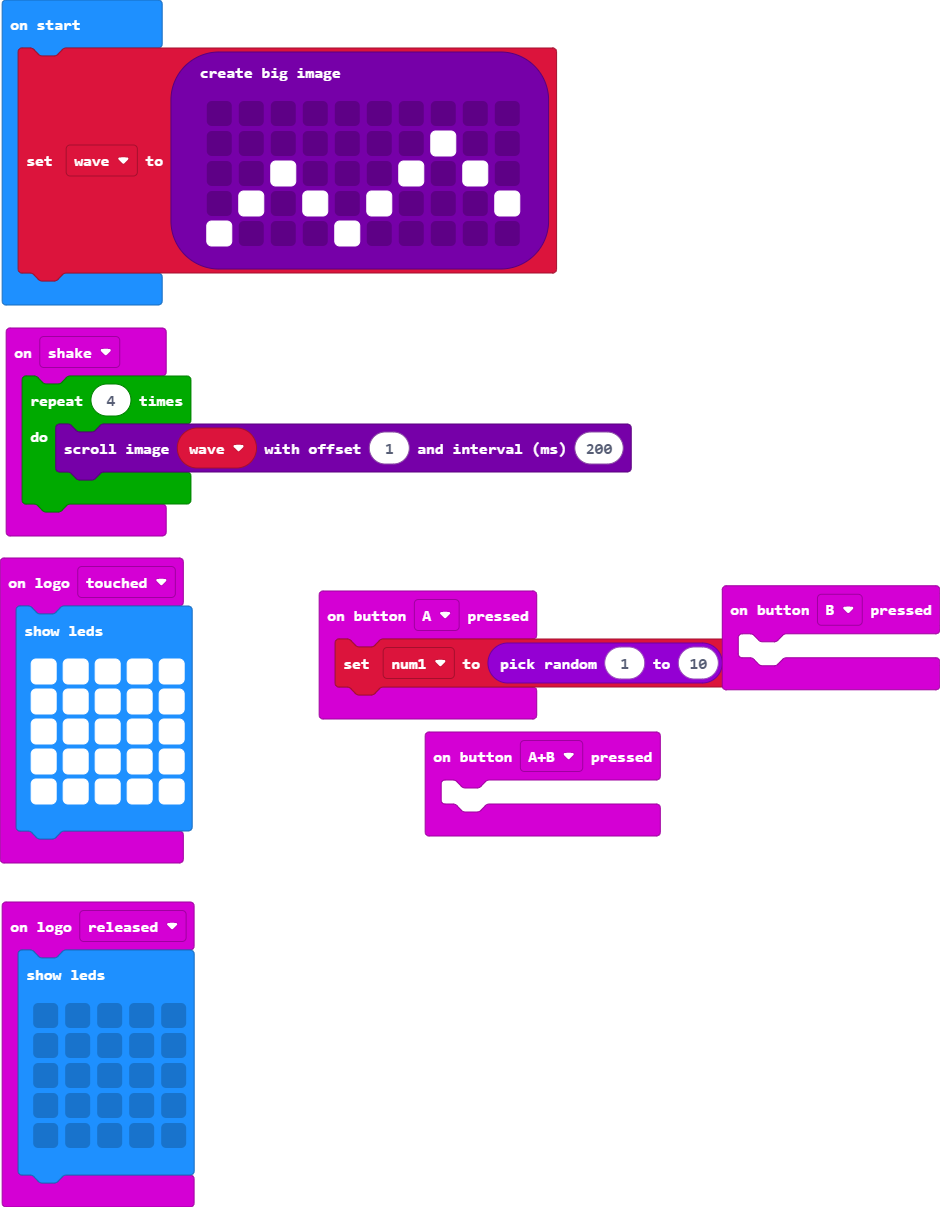 on start
create big image
set wave to
on shake
repeat 4 times
do
scroll image wave with offset 1 and interval (ms) 200
on logo touched
show leds
on button A pressed
set num1 to pick random 1 to 10
on button B pressed
on button A+B pressed
on logo released
show leds